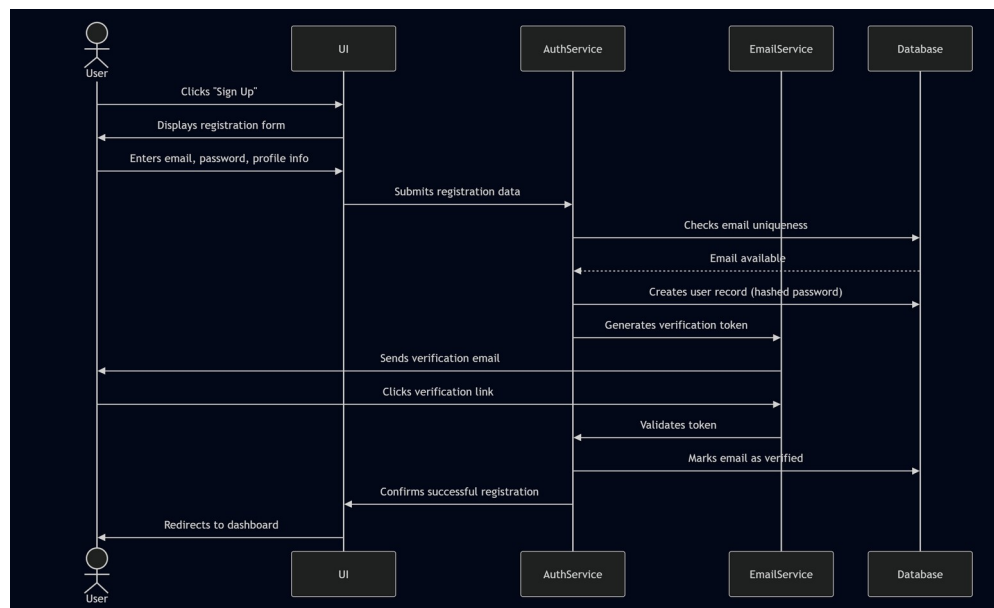 User
UI
AuthService
EmailService
Database
Clicks "Sign Up"
Displays registration form
Enters email, password, profile info
Submits registration data
Checks email uniqueness
Email available
Creates user record (hashed password)
Generates verification token
Sends verification email
Clicks verification link
Validates token
Marks email as verified
Confirms successful registration
Redirects to dashboard
User
UI
AuthService
EmailService
Database